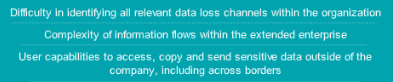 Difficulty in identifying all relevant data loss channels within the organization
Complexity of information flows within the extended enterprise
User capabilities to access, copy and send sensitive data outside of the
company, including across borders